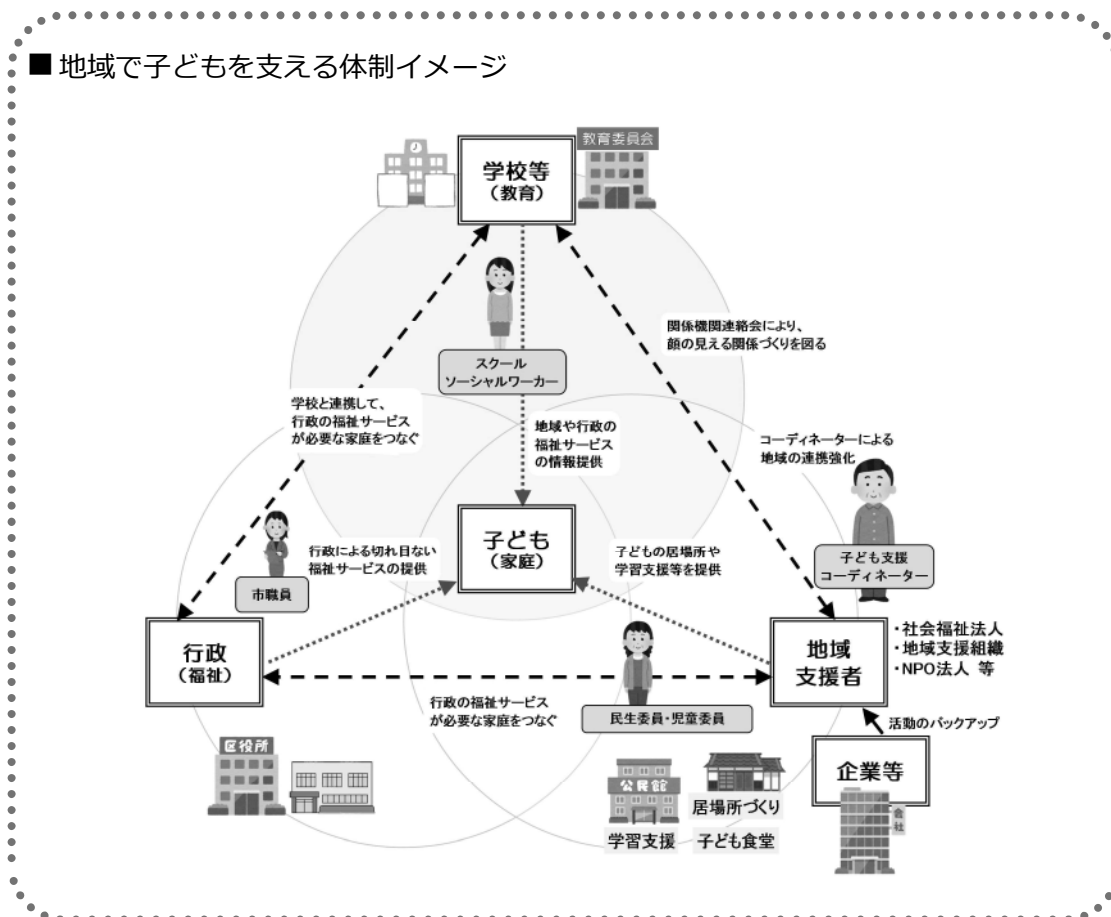 ■ 地域で子どもを支える体制イメージ
学校等
（教育）
教育委員会
スクール
ソーシャルワーカー
関係機関連絡会により、
顔の見える関係づくりを図る
学校と連携して、
行政の福祉サービス
が必要な家庭をつなぐ
地域や行政の
福祉サービス
の情報提供
コーディネーターによる
地域の連携強化
子ども
（家庭）
行政による切れ目ない
福祉サービスの提供
子どもの居場所や
学習支援等を提供
子ども支援
コーディネーター
市職員
行政
（福祉）
地域
支援者
・社会福祉法人
・地域支援組織
・NPO法人 等
行政の福祉サービス
が必要な家庭をつなぐ
民生委員・児童委員
活動のバックアップ
区役所
公民館
居場所づくり
企業等
会社
学習支援
子ども食堂